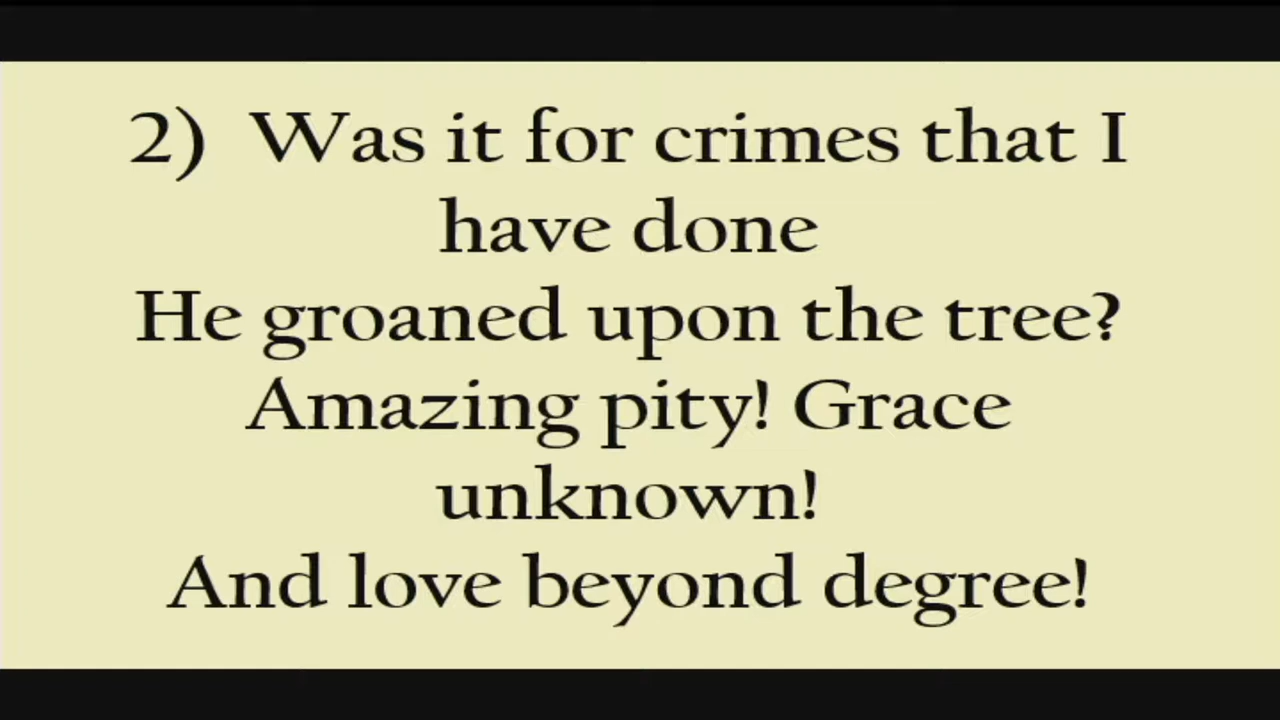 2) Was it for crimes that I
have done
He groaned upon the tree?
Amazing pity! Grace
unknown!
And love beyond degree!